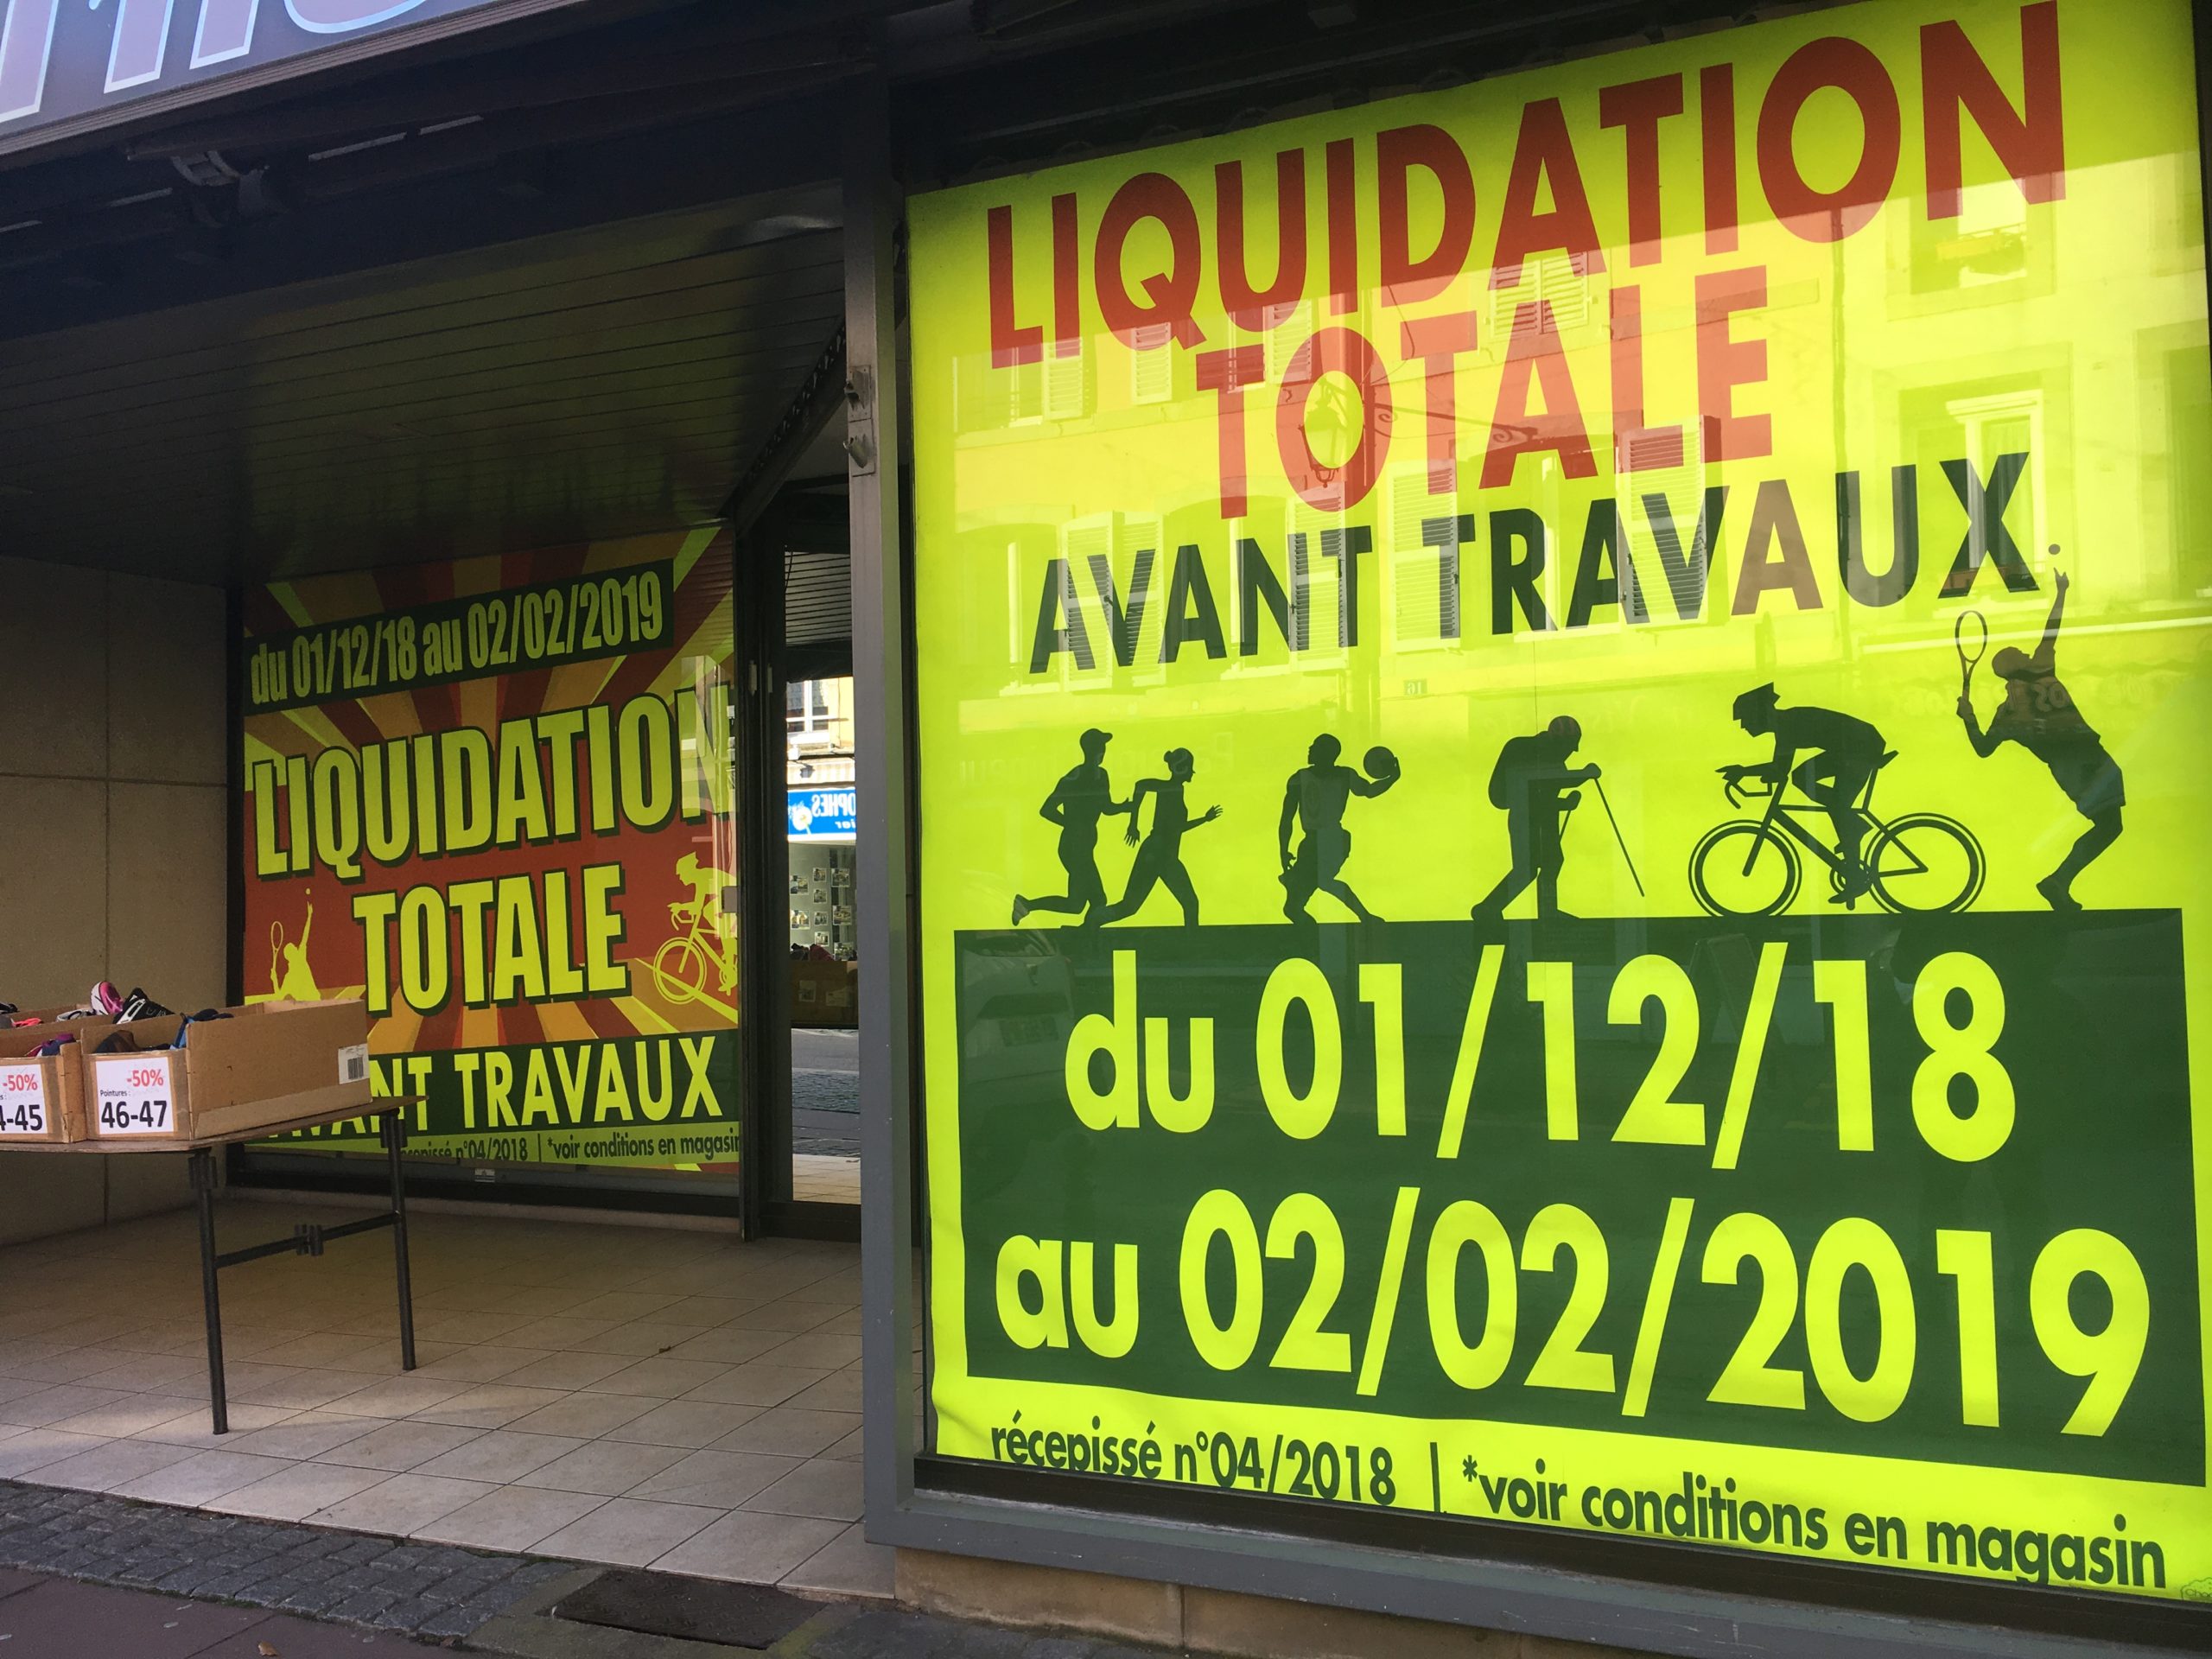 du 01/12/18 au 02/02/2019
LIQUIDATION
TOTALE
AVANT TRAVAUX
récepissé n°04/2018 | *voir conditions en magasin
-50%
-45
-50%
Pointures :
46-47
LIQUIDATION
TOTALE
AVANT TRAVAUX
du 01/12/18
au 02/02/2019
récepissé n°04/2018 | *voir conditions en magasin